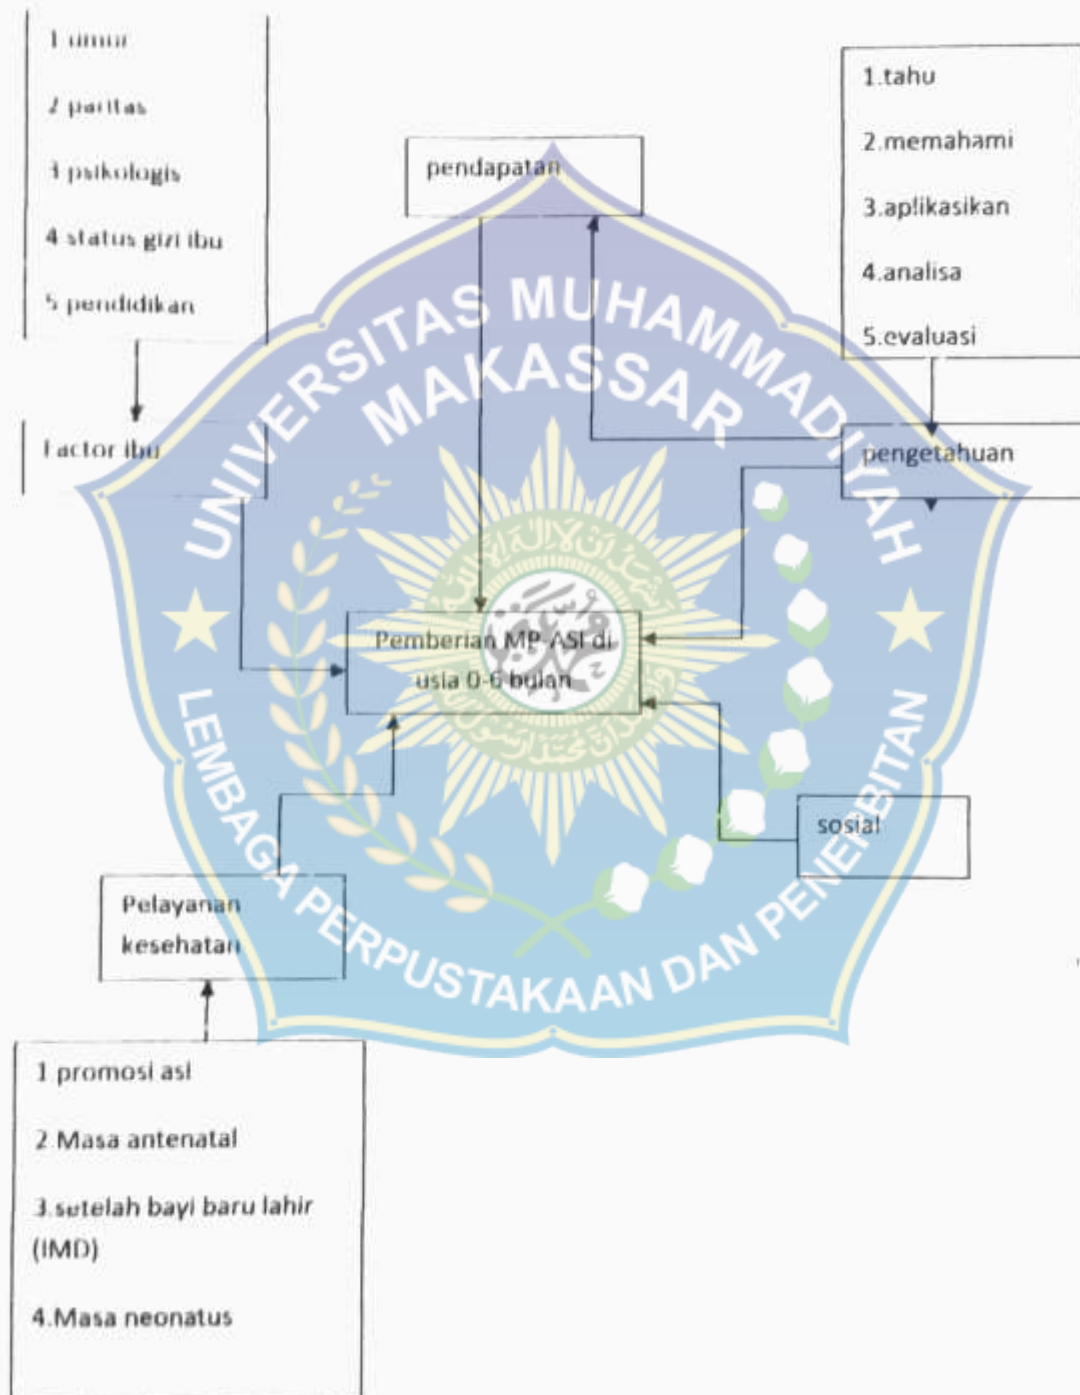 1 umur
2 paritas
3 psikologis
4 status gizi ibu
5 pendidikan
Factor ibu
pendapatan
1.tahu
2.memahami
3.aplikasikan
4.analisa
5.evaluasi
pengetahuan
Pemberian MP-ASI di
usia 0-6 bulan
sosial
Pelayanan
kesehatan
1 promosi asi
2.Masa antenatal
3.setelah bayi baru lahir
(IMD)
4.Masa neonatus
UNIVERSITAS MUHAMMADIYAH
MAKASSAR
LEMBAGA PERPUSTAKAAN DAN PENERBITAN